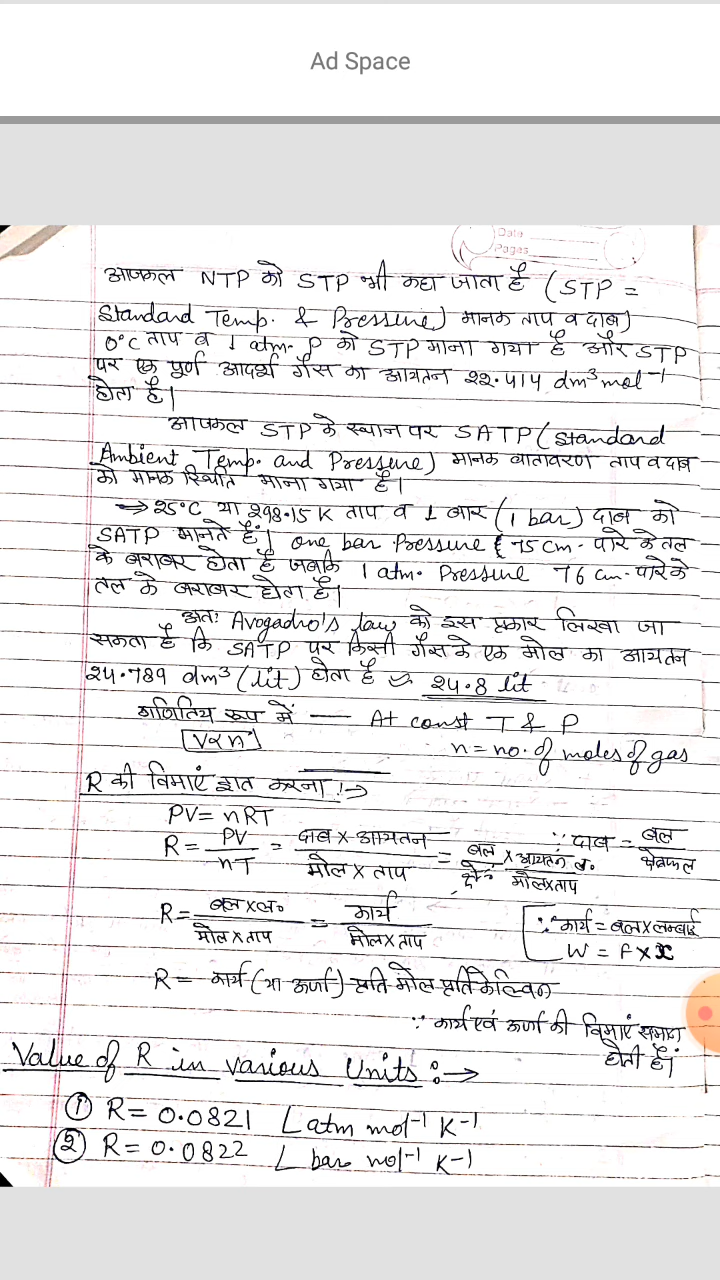 Ad Space
Date
Pages
आजकल NTP को STP भी कहा जाता है (STP =
Standard Temp. & Pressure) मानक ताप व दाब)
0°C ताप व 1 atm. P को STP माना गया है और STP
पर एक पूर्ण आदर्श गैस का आयतन 22.414 dm³ mol⁻¹
होता है।
आजकल STP के स्थान पर SATP (Standard
Ambient Temp. and Pressure) मानक वातावरण ताप व दाब
को मानक स्थिति माना गया है।
→ 25°C या 298.15 K ताप व 1 बार (1 bar) दाब को
SATP मानते हैं। one bar Pressure 75 cm. पारे के तल
के बराबर होता है जबकि 1 atm. Pressure 76 cm. पारे के
तल के बराबर होता है।
अतः Avogadro's law को इस प्रकार लिखा जा
सकता है कि SATP पर किसी गैस के एक मोल का आयतन
24.789 dm³ (lit) होता है 24.8 lit
गणितिय रूप में — At const T & P
V∝n n = no. of moles of gas
R की विमाएं ज्ञात करना :→
PV = nRT
R = PV/nT = दाब × आयतन/मोल × ताप = बल/क्षे॰ × आयतन ल॰/मोल×ताप ∵ दाब = बल/क्षेत्रफल
R = बल×ल॰/मोल×ताप = कार्य/मोल×ताप [∵ कार्य = बल×लम्बाई
W = F × x
R = कार्य (या ऊर्जा) प्रति मोल प्रति केल्विन
∵ कार्य एवं ऊर्जा की विमाएं समान
होती हैं
Value of R in various Units :→
① R = 0.0821 L atm mol⁻¹ K⁻¹
② R = 0.0822 L bar mol⁻¹ K⁻¹